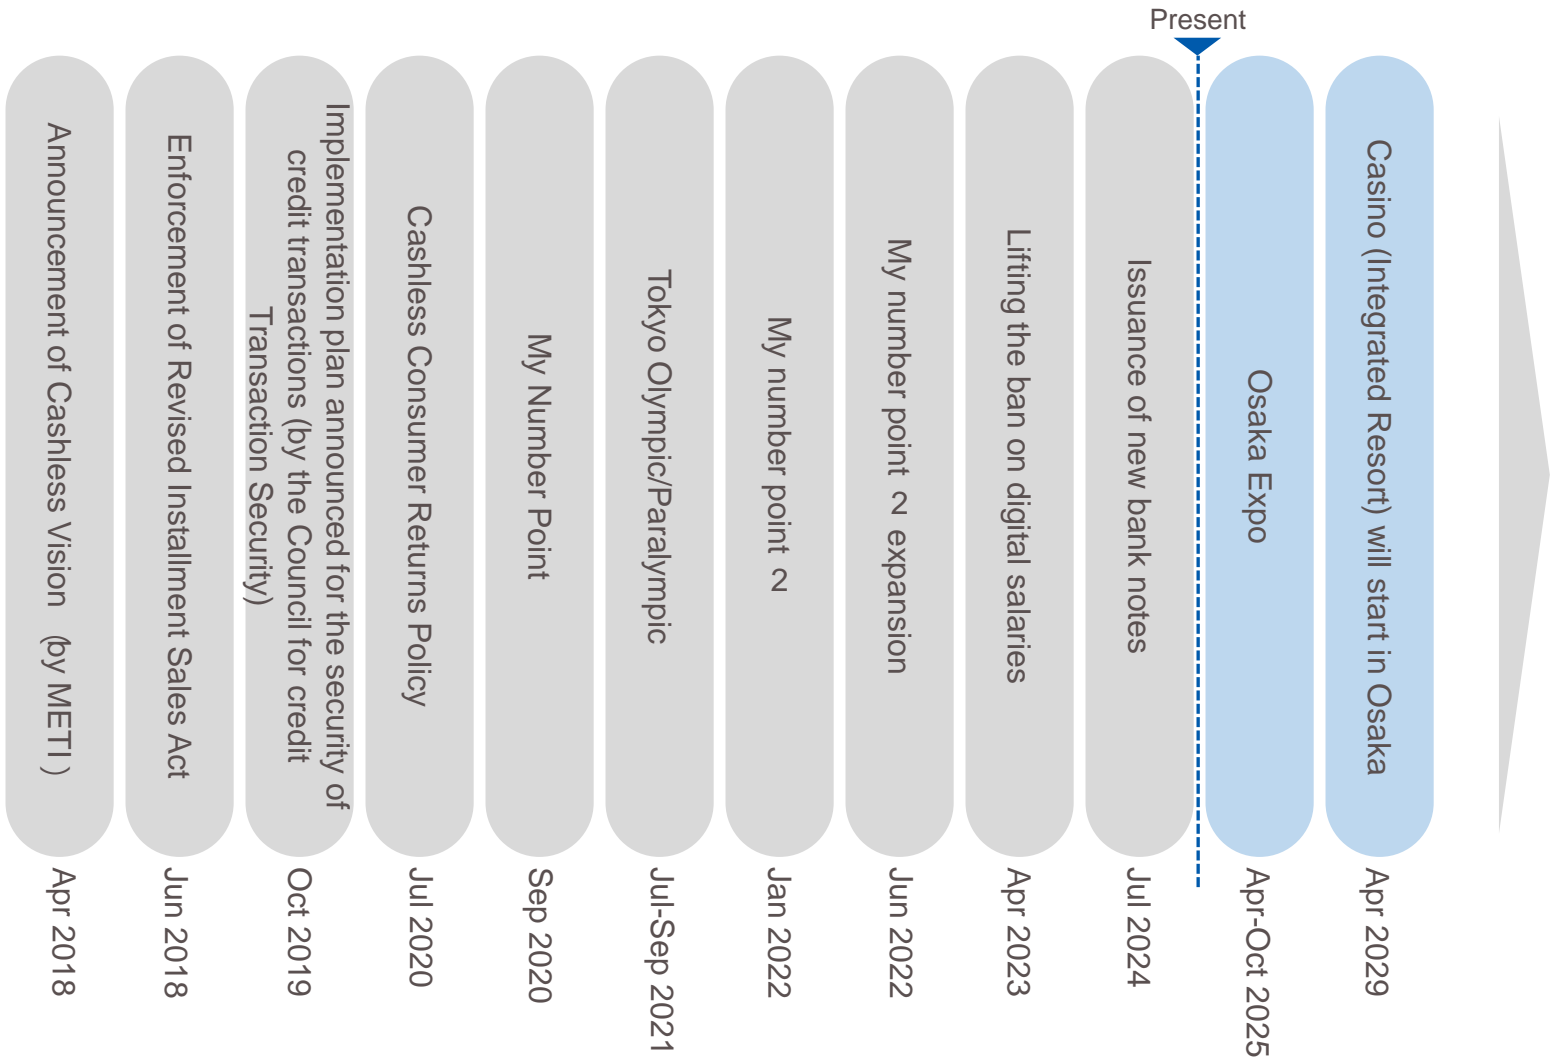 Present
Announcement of Cashless Vision (by METI)
Apr 2018
Enforcement of Revised Installment Sales Act
Jun 2018
Implementation plan announced for the security of
credit transactions (by the Council for credit
Transaction Security)
Oct 2019
Cashless Consumer Returns Policy
Jul 2020
My Number Point
Sep 2020
Tokyo Olympic/Paralympic
Jul-Sep 2021
My number point 2
Jan 2022
My number point 2 expansion
Jun 2022
Lifting the ban on digital salaries
Apr 2023
Issuance of new bank notes
Jul 2024
Osaka Expo
Apr-Oct 2025
Casino (Integrated Resort) will start in Osaka
Apr 2029